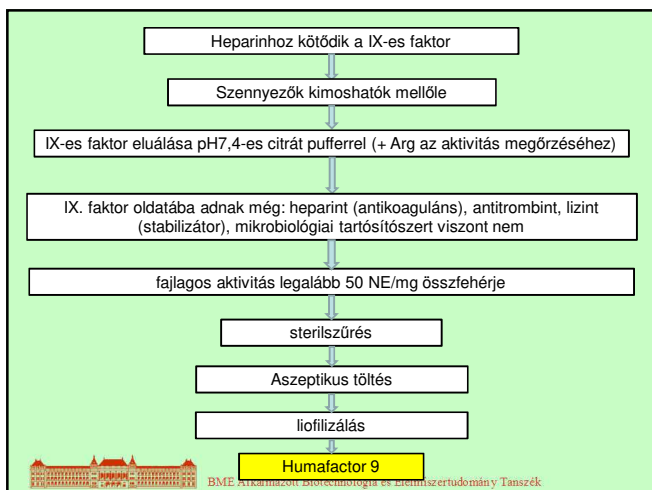 Heparinhoz kötődik a IX-es faktor
Szennyezők kimoshatók mellőle
IX-es faktor eluálása pH7,4-es citrát pufferrel (+ Arg az aktivitás megőrzéséhez)
IX. faktor oldatába adnak még: heparint (antikoaguláns), antitrombint, lizint
(stabilizátor), mikrobiológiai tartósítószert viszont nem
fajlagos aktivitás legalább 50 NE/mg összfehérje
sterilszűrés
Aszeptikus töltés
liofilizálás
Humafactor 9
BME Alkalmazott Biotechnológia és Élelmiszertudomány Tanszék